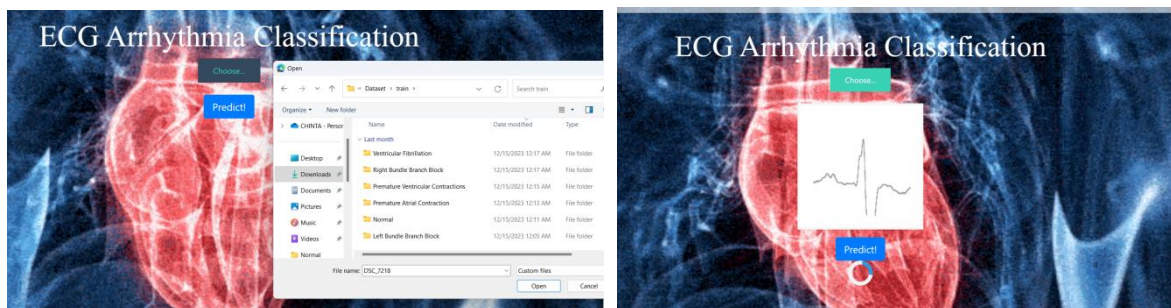 ECG Arrhythmia Classification
Choose...
Predict!
Open
Dataset > train >
Search train
Organize
New folder
CHINTA - Person
Desktop
Downloads
Documents
Pictures
Music
Videos
Normal
Name Date modified Type
Last month
Ventricular Fibrillation 12/15/2023 12:17 AM File folder
Right Bundle Branch Block 12/15/2023 12:17 AM File folder
Premature Ventricular Contractions 12/15/2023 12:15 AM File folder
Premature Atrial Contraction 12/15/2023 12:13 AM File folder
Normal 12/15/2023 12:11 AM File folder
Left Bundle Branch Block 12/15/2023 12:05 AM File folder
File name: DSC_7218 Custom files
Open Cancel
ECG Arrhythmia Classification
Choose...
Predict!